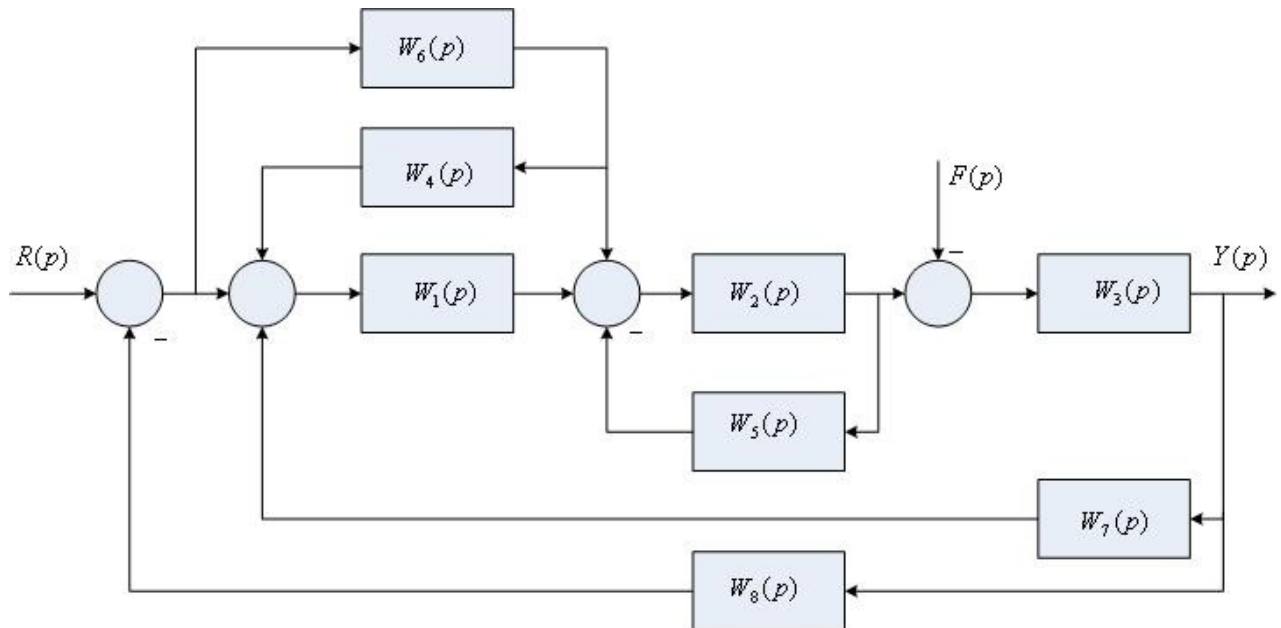 W₆(p)
W₄(p)
F(p)
R(p)
Y(p)
W₁(p)
W₂(p)
W₃(p)
–
–
–
W₅(p)
W₇(p)
W₈(p)